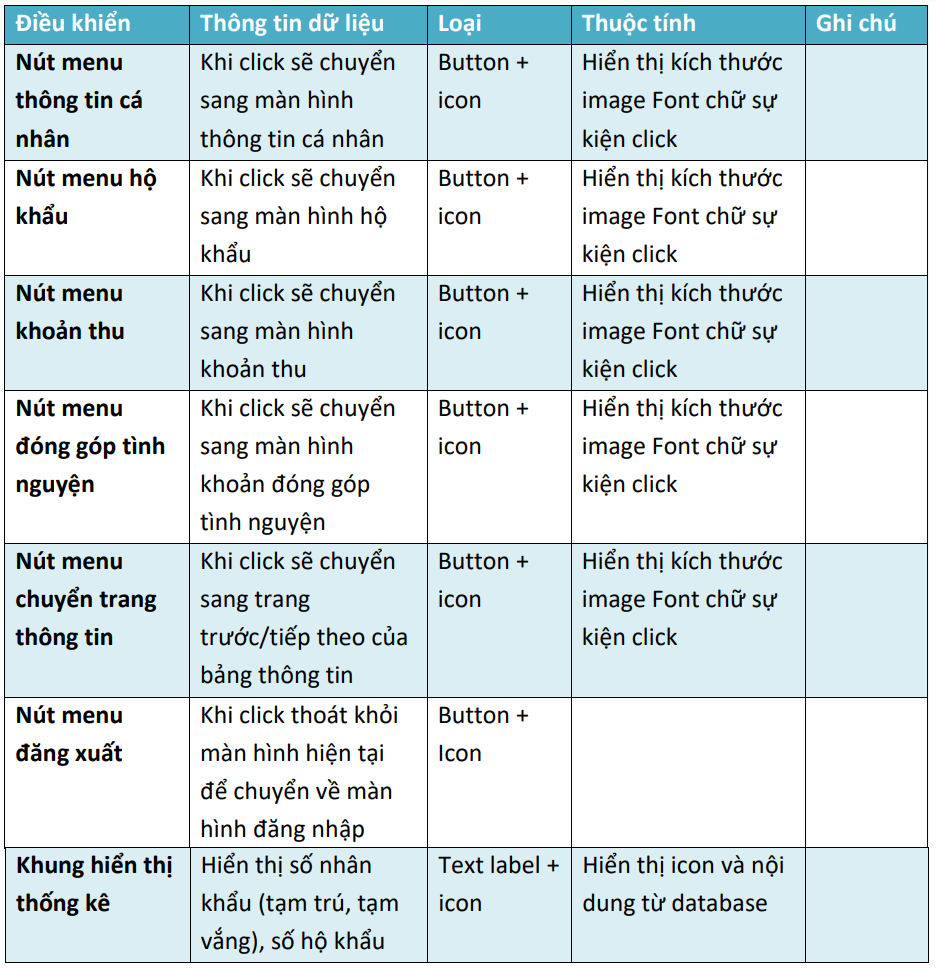 Điều khiển Thông tin dữ liệu Loại Thuộc tính Ghi chú
Nút menu thông tin cá nhân
Khi click sẽ chuyển sang màn hình thông tin cá nhân
Button + icon
Hiển thị kích thước image Font chữ sự kiện click
Nút menu hộ khẩu
Khi click sẽ chuyển sang màn hình hộ khẩu
Button + icon
Hiển thị kích thước image Font chữ sự kiện click
Nút menu khoản thu
Khi click sẽ chuyển sang màn hình khoản thu
Button + icon
Hiển thị kích thước image Font chữ sự kiện click
Nút menu đóng góp tình nguyện
Khi click sẽ chuyển sang màn hình khoản đóng góp tình nguyện
Button + icon
Hiển thị kích thước image Font chữ sự kiện click
Nút menu chuyển trang thông tin
Khi click sẽ chuyển sang trang trước/tiếp theo của bảng thông tin
Button + icon
Hiển thị kích thước image Font chữ sự kiện click
Nút menu đăng xuất
Khi click thoát khỏi màn hình hiện tại để chuyển về màn hình đăng nhập
Button + Icon
Khung hiển thị thống kê
Hiển thị số nhân khẩu (tạm trú, tạm vắng), số hộ khẩu
Text label + icon
Hiển thị icon và nội dung từ database